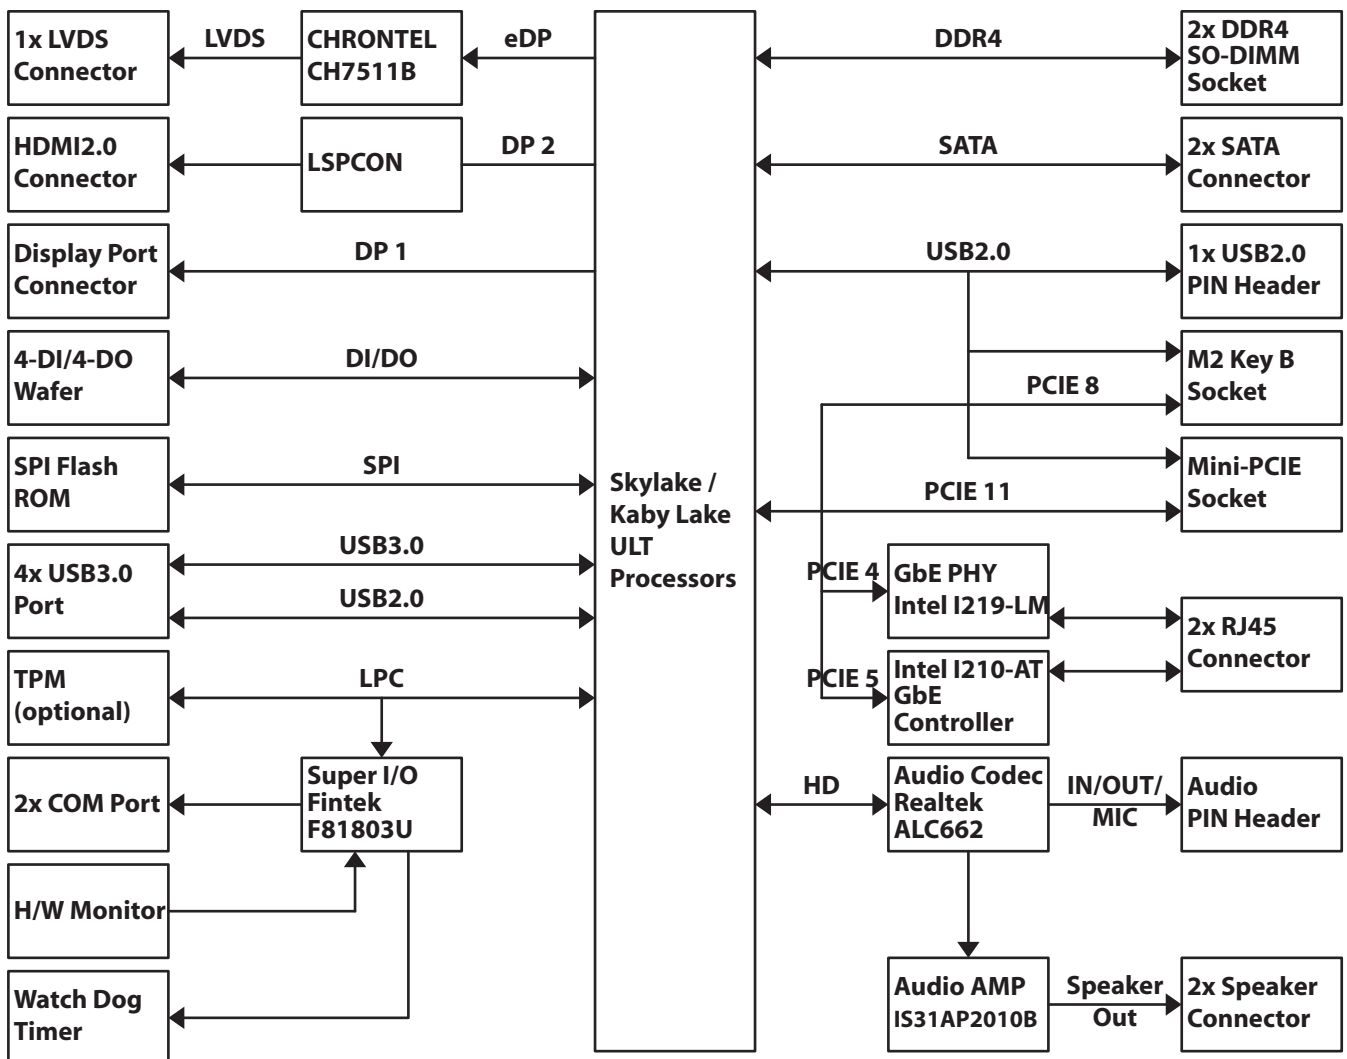 1x LVDS
Connector
LVDS
CHRONTEL
CH7511B
eDP
DDR4
2x DDR4
SO-DIMM
Socket
HDMI2.0
Connector
LSPCON
DP 2
SATA
2x SATA
Connector
Display Port
Connector
DP 1
USB2.0
1x USB2.0
PIN Header
4-DI/4-DO
Wafer
DI/DO
M2 Key B
Socket
PCIE 8
SPI Flash
ROM
SPI
Skylake /
Kaby Lake
ULT
Processors
PCIE 11
Mini-PCIE
Socket
4x USB3.0
Port
USB3.0
USB2.0
PCIE 4
GbE PHY
Intel I219-LM
2x RJ45
Connector
TPM
(optional)
LPC
PCIE 5
Intel I210-AT
GbE
Controller
2x COM Port
Super I/O
Fintek
F81803U
HD
Audio Codec
Realtek
ALC662
IN/OUT/
MIC
Audio
PIN Header
H/W Monitor
Watch Dog
Timer
Audio AMP
IS31AP2010B
Speaker
Out
2x Speaker
Connector